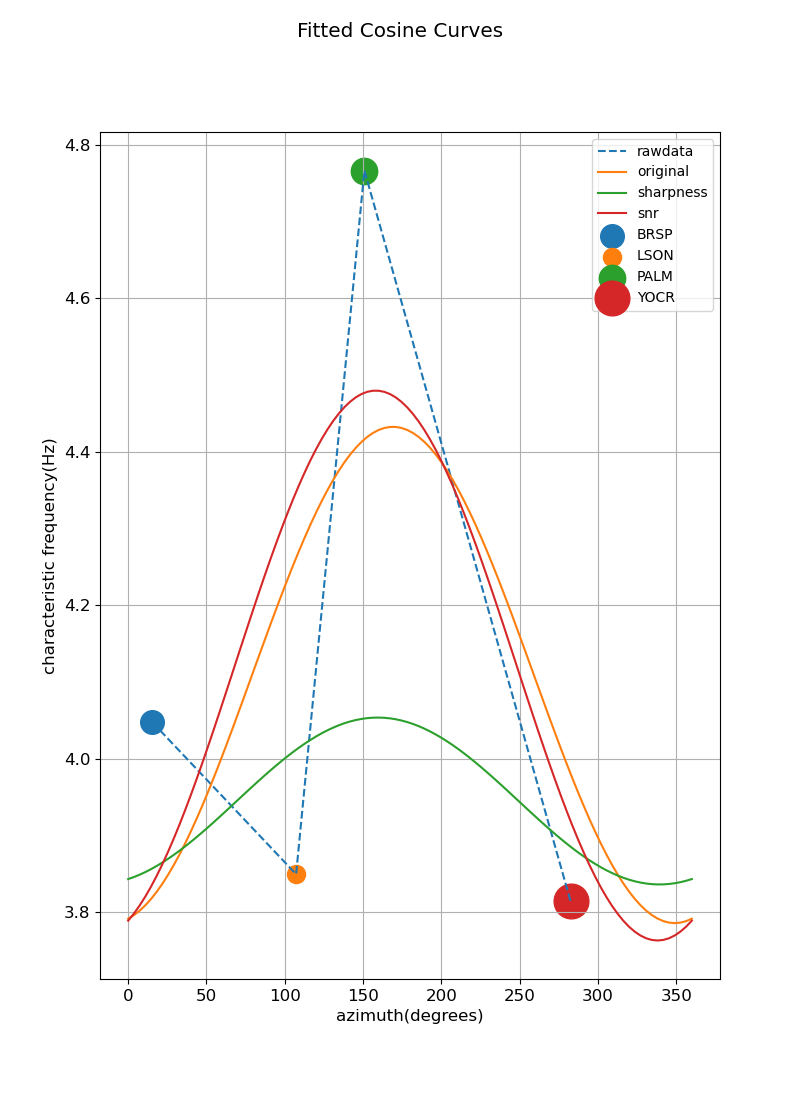 Fitted Cosine Curves
4.8
4.6
4.4
4.2
4.0
3.8
characteristic frequency(Hz)
rawdata
original
sharpness
snr
BRSP
LSON
PALM
YOCR
0 50 100 150 200 250 300 350
azimuth(degrees)